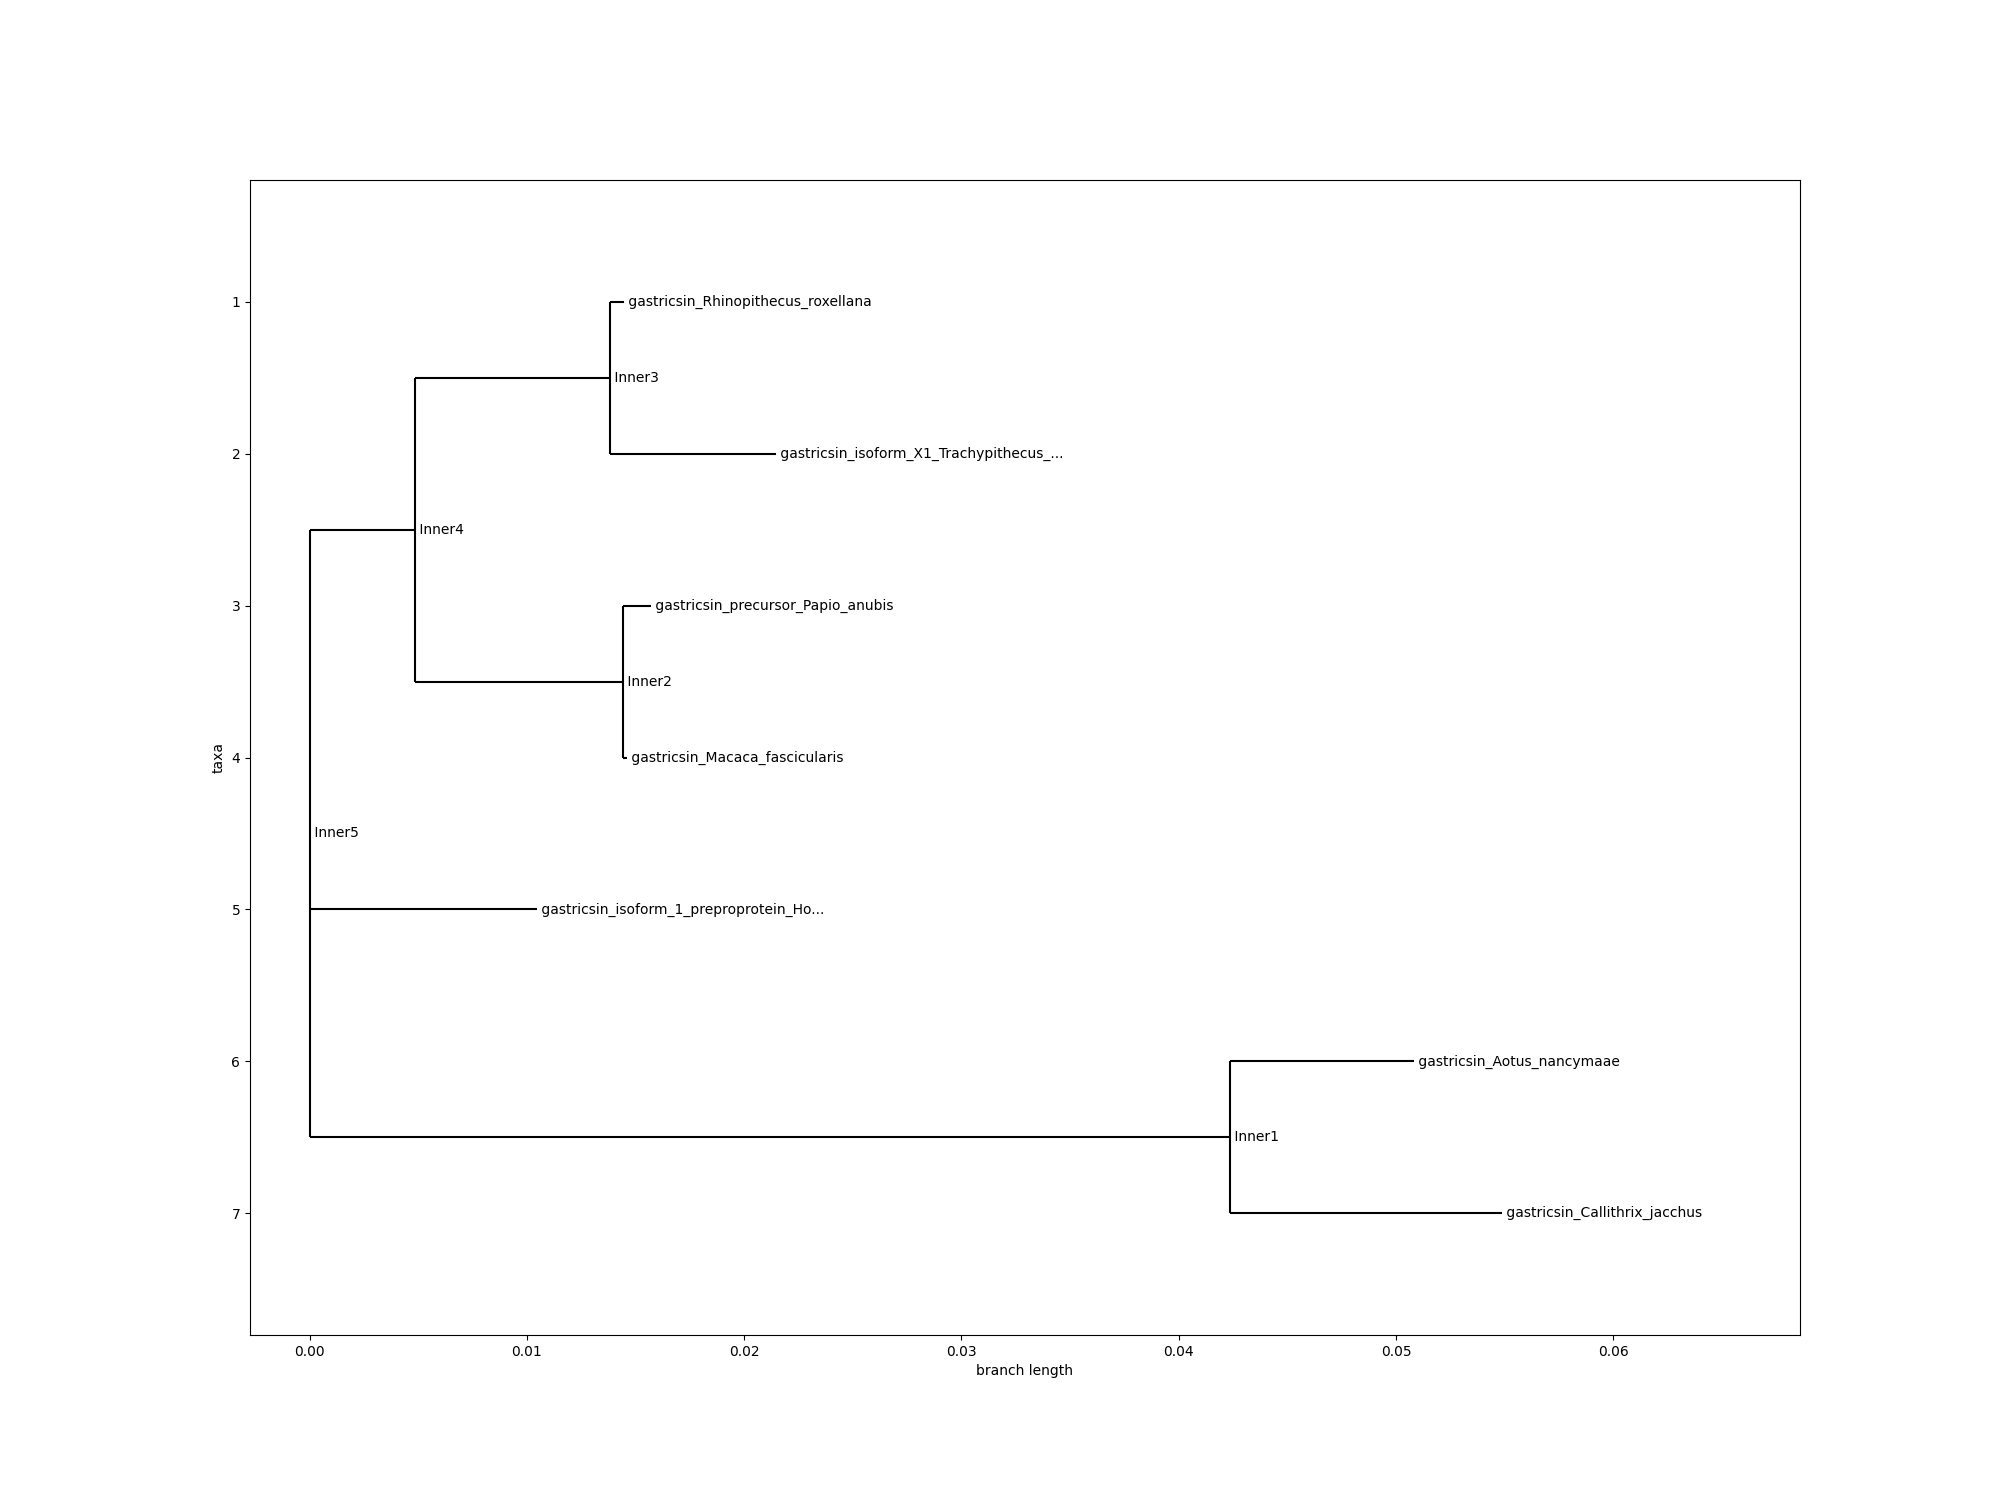 1
gastricsin_Rhinopithecus_roxellana
Inner3
2
gastricsin_isoform_X1_Trachypithecus_...
Inner4
3
gastricsin_precursor_Papio_anubis
Inner2
taxa
4
gastricsin_Macaca_fascicularis
Inner5
5
gastricsin_isoform_1_preproprotein_Ho...
6
gastricsin_Aotus_nancymaae
Inner1
7
gastricsin_Callithrix_jacchus
0.00 0.01 0.02 0.03 0.04 0.05 0.06
branch length